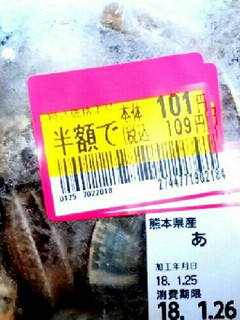 本体 101円
半額で (税込 109円
0125 7022018
2744771902184
熊本県産
あ
加工年月日
18.1.25
消費期限
18. 1.26